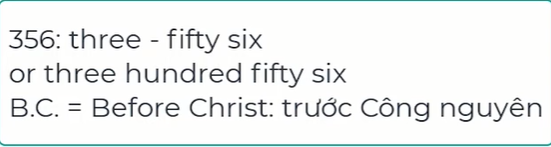 356: three - fifty six
or three hundred fifty six
B.C. = Before Christ: trước Công nguyên